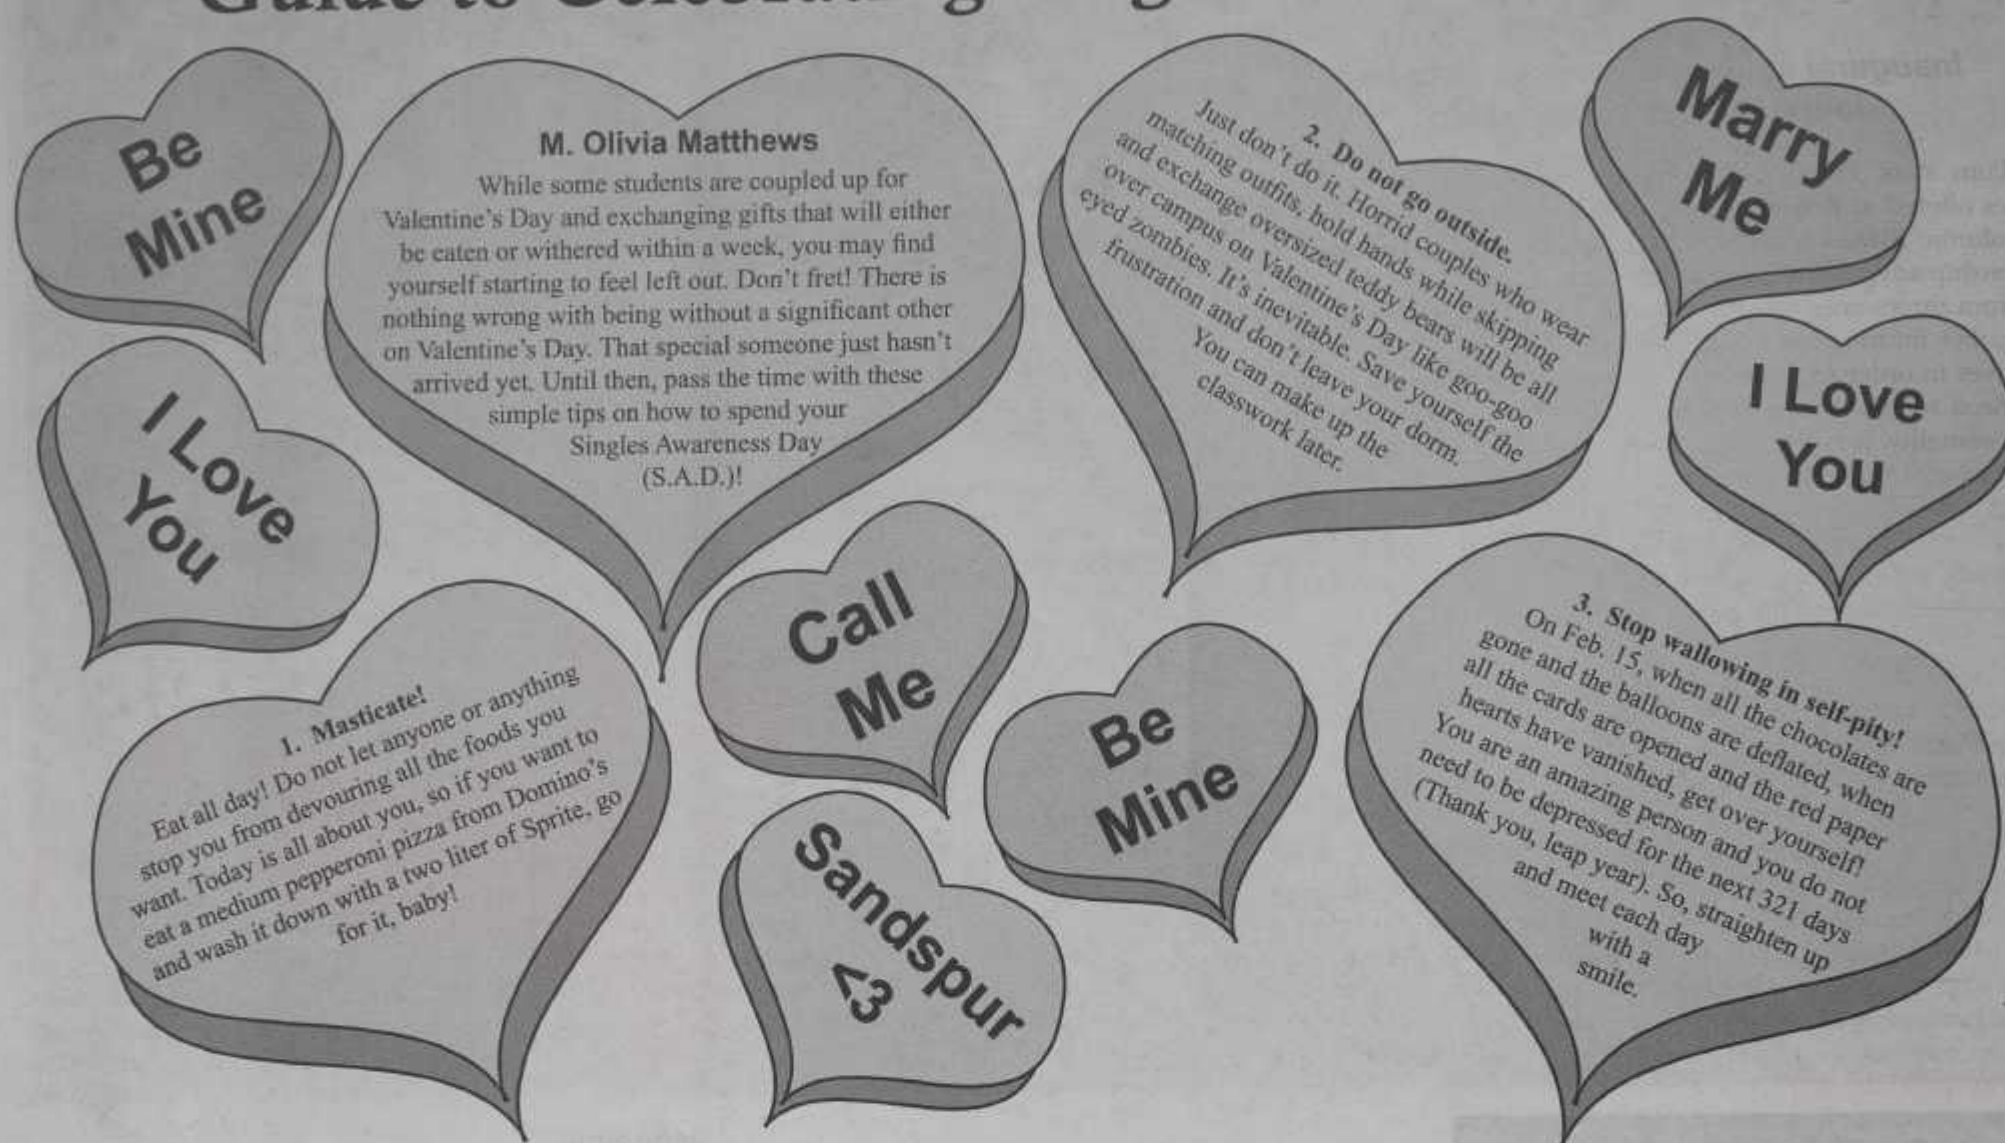 Guide to Celebrating
Be
Mine
M. Olivia Matthews
While some students are coupled up for
Valentine's Day and exchanging gifts that will either
be eaten or withered within a week, you may find
yourself starting to feel left out. Don't fret! There is
nothing wrong with being without a significant other
on Valentine's Day. That special someone just hasn't
arrived yet. Until then, pass the time with these
simple tips on how to spend your
Singles Awareness Day
(S.A.D.)!
2. Do not go outside.
Just don't do it. Horrid couples who wear
matching outfits, hold hands while skipping
and exchange oversized teddy bears will be all
over campus on Valentine's Day like goo-goo
eyed zombies. It's inevitable. Save yourself the
frustration and don't leave your dorm.
You can make up the
classwork later.
Marry
Me
I Love
You
I Love
You
1. Masticate!
Eat all day! Do not let anyone or anything
stop you from devouring all the foods you
want. Today is all about you, so if you want to
eat a medium pepperoni pizza from Domino's
and wash it down with a two liter of Sprite, go
for it, baby!
Call
Me
Be
Mine
Sandspur
<3
3. Stop wallowing in self-pity!
On Feb. 15, when all the chocolates are
gone and the balloons are deflated, when
all the cards are opened and the red paper
hearts have vanished, get over yourself!
You are an amazing person and you do not
need to be depressed for the next 321 days
(Thank you, leap year). So, straighten up
and meet each day
with a
smile.